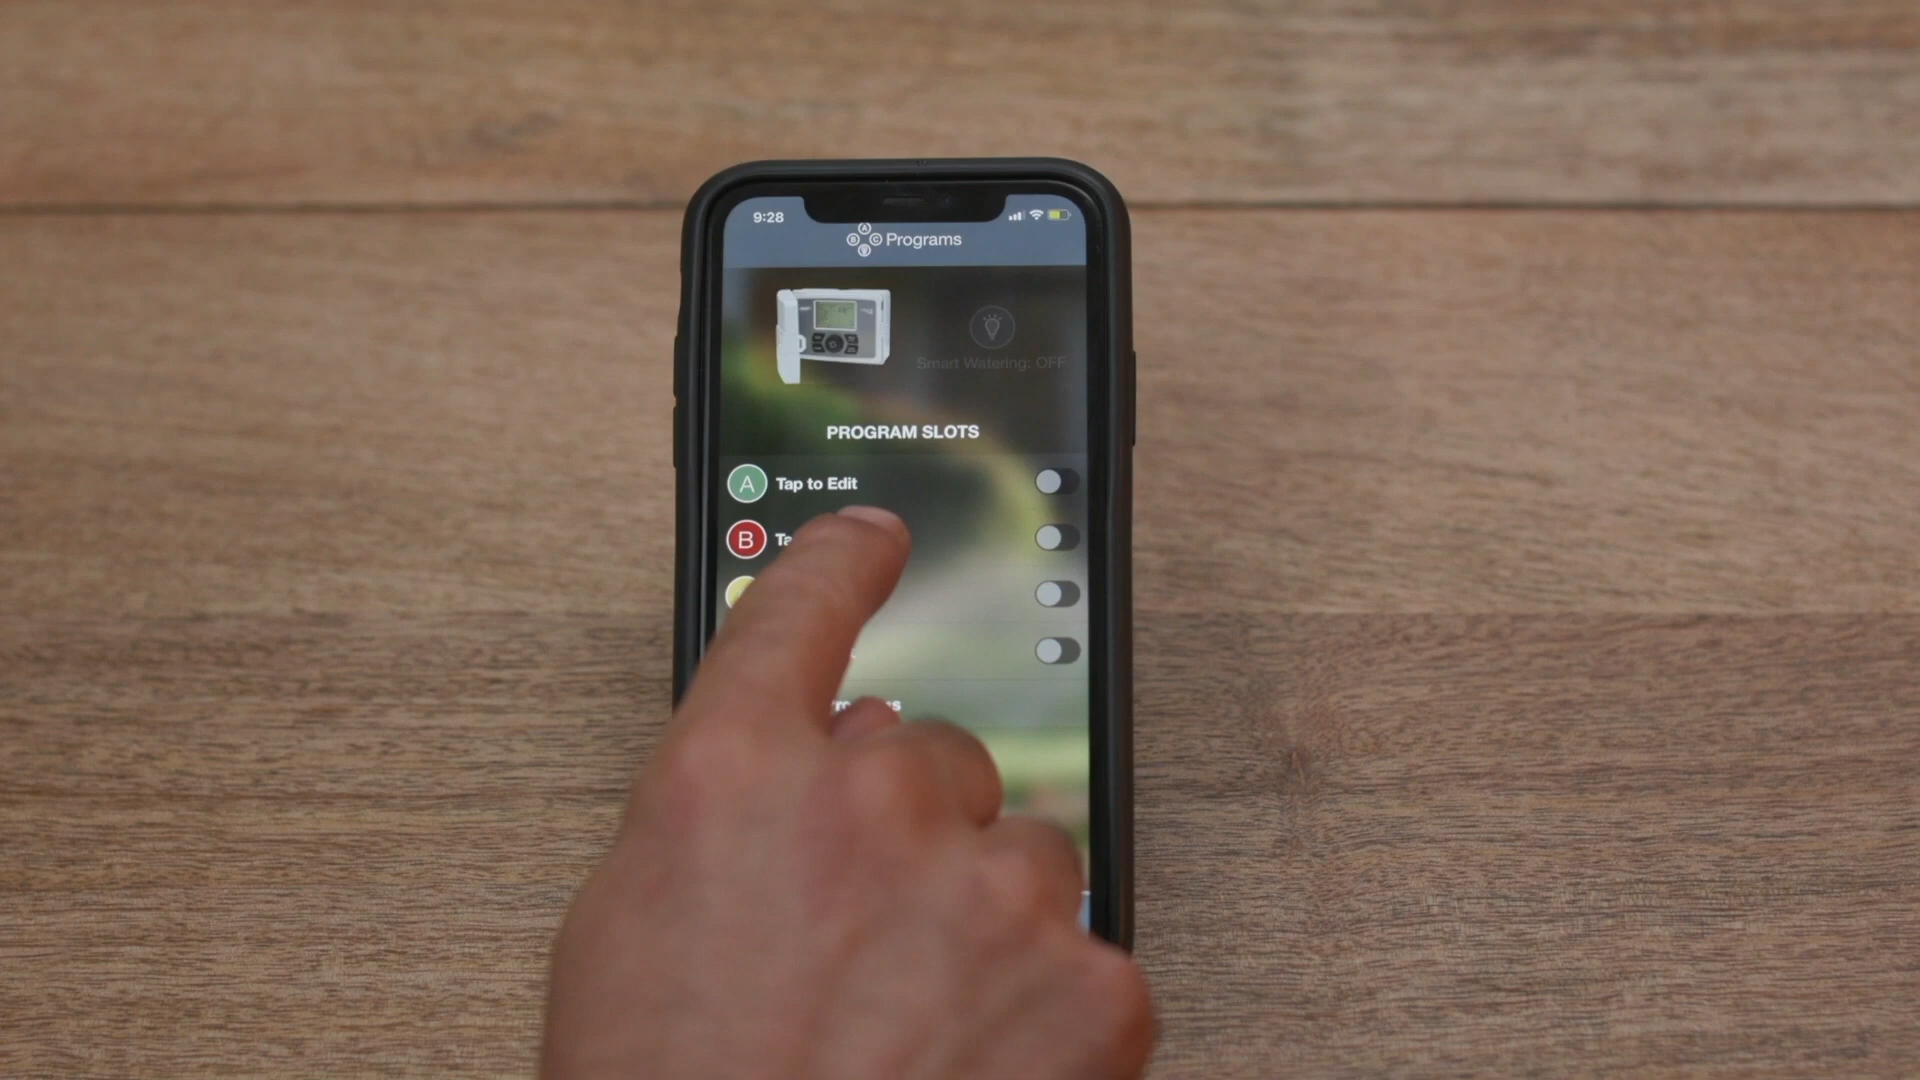 9:28
A
B C Programs
Smart Watering: OFF
PROGRAM SLOTS
A Tap to Edit
B